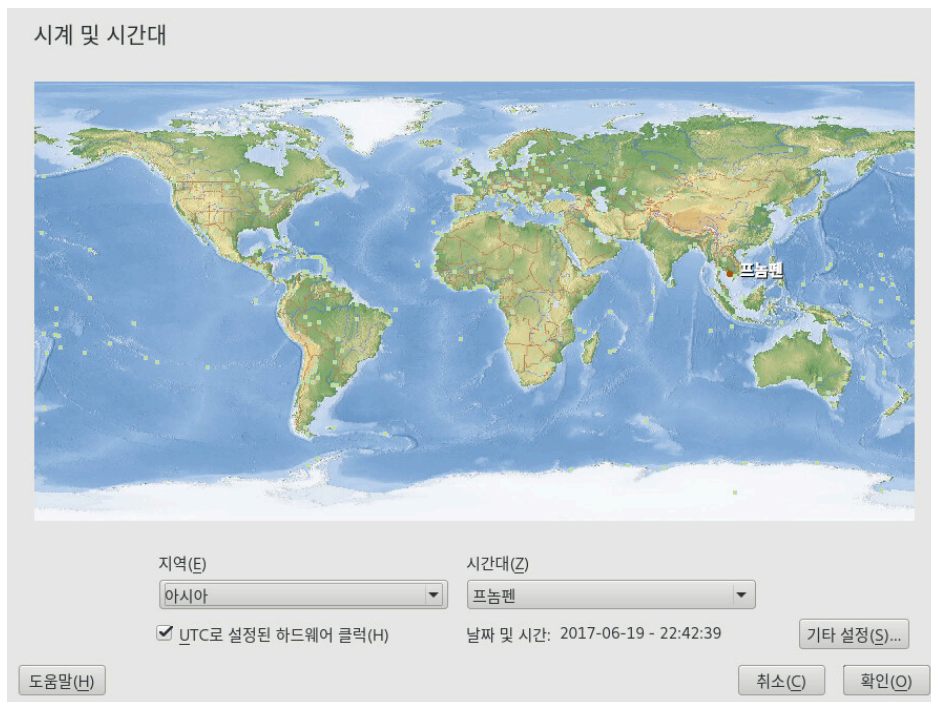 시계 및 시간대
프놈펜
지역(E)
시간대(Z)
아시아
프놈펜
UTC로 설정된 하드웨어 클럭(H)
날짜 및 시간: 2017-06-19 - 22:42:39
기타 설정(S)...
도움말(H)
취소(C)
확인(O)